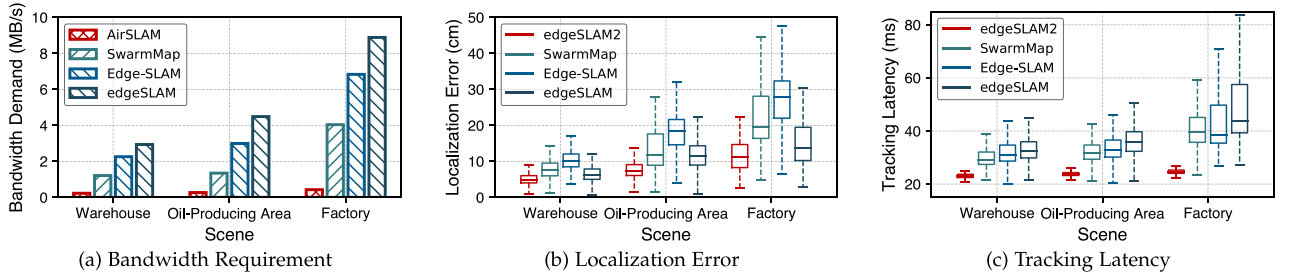 Bandwidth Demand (MB/s)
10
8
6
4
2
0
AirSLAM
SwarmMap
Edge-SLAM
edgeSLAM
Warehouse Oil-Producing Area Factory
Scene
(a) Bandwidth Requirement
Localization Error (cm)
50
40
30
20
10
0
edgeSLAM2
SwarmMap
Edge-SLAM
edgeSLAM
Warehouse Oil-Producing Area Factory
Scene
(b) Localization Error
Tracking Latency (ms)
80
60
40
20
edgeSLAM2
SwarmMap
Edge-SLAM
edgeSLAM
Warehouse Oil-Producing Area Factory
Scene
(c) Tracking Latency